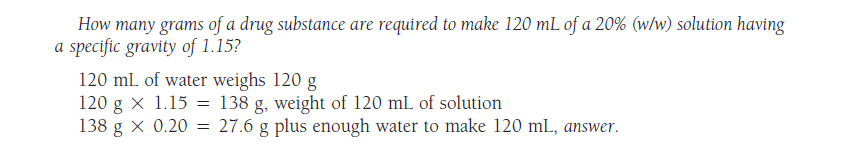 How many grams of a drug substance are required to make 120 mL of a 20% (w/w) solution having
a specific gravity of 1.15?
120 mL of water weighs 120 g
120 g × 1.15 = 138 g, weight of 120 mL of solution
138 g × 0.20 = 27.6 g plus enough water to make 120 mL, answer.